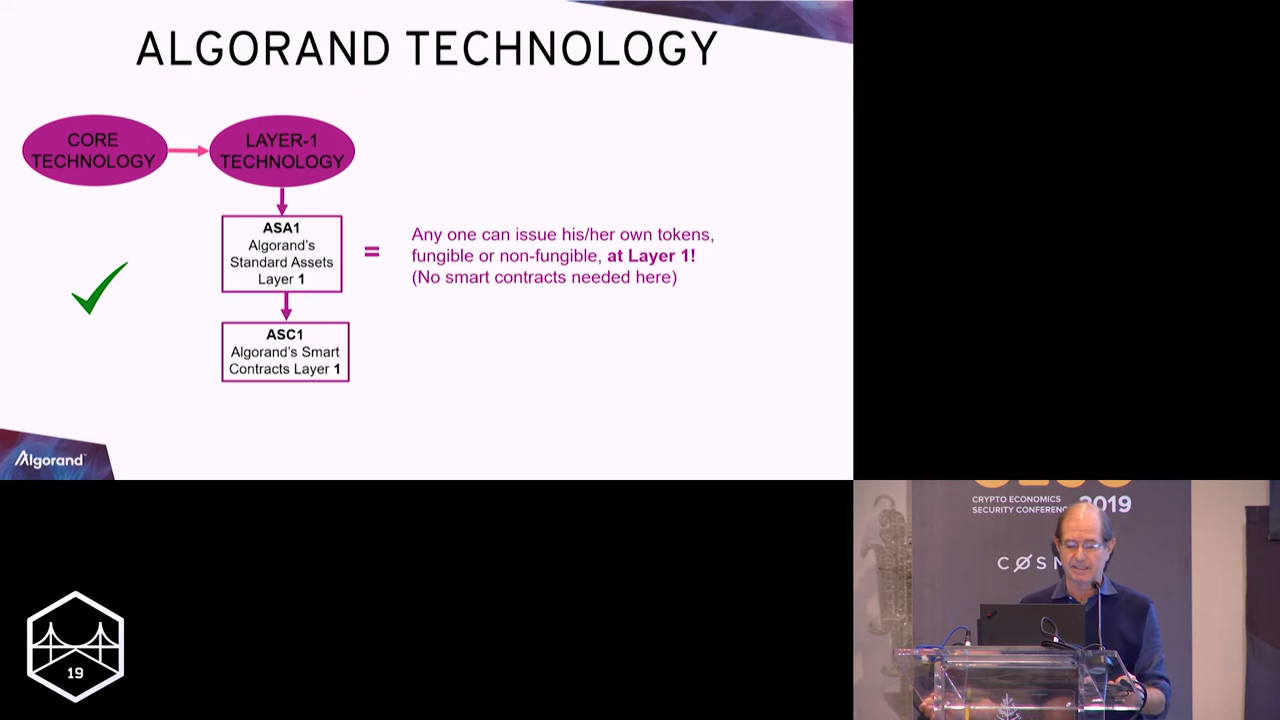 ALGORAND TECHNOLOGY
CORE
TECHNOLOGY
LAYER-1
TECHNOLOGY
ASA1
Algorand's
Standard Assets
Layer 1
=
Any one can issue his/her own tokens,
fungible or non-fungible, at Layer 1!
(No smart contracts needed here)
ASC1
Algorand's Smart
Contracts Layer 1
Algorand
CRYPTO ECONOMICS
SECURITY CONFERENC
2019
CØSM
19